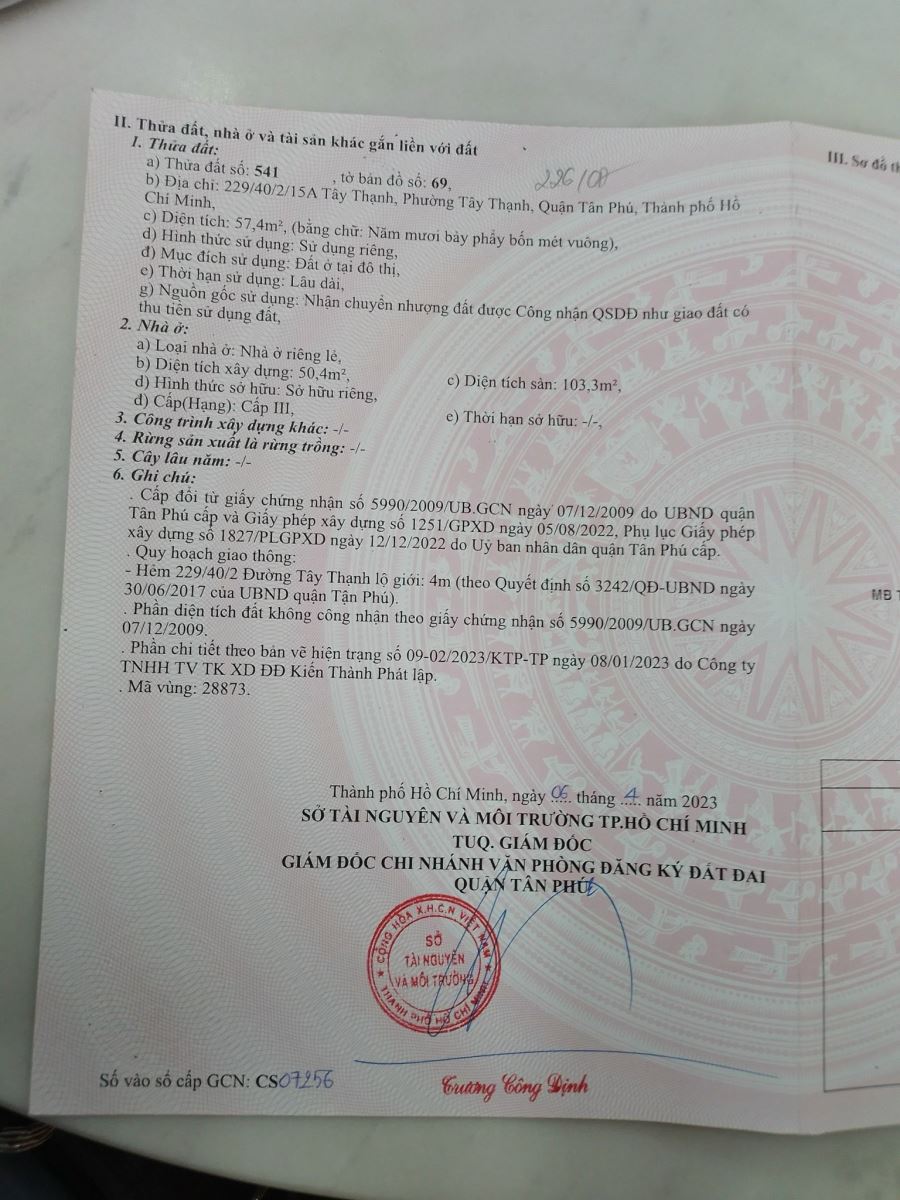 II. Thửa đất, nhà ở và tài sản khác gắn liền với đất
1. Thửa đất:
a) Thửa đất số: 541 , tờ bản đồ số: 69,
226/08
b) Địa chỉ: 229/40/2/15A Tây Thạnh, Phường Tây Thạnh, Quận Tân Phú, Thành phố Hồ
Chí Minh,
c) Diện tích: 57,4m², (bằng chữ: Năm mươi bảy phẩy bốn mét vuông),
d) Hình thức sử dụng: Sử dụng riêng,
đ) Mục đích sử dụng: Đất ở tại đô thị,
e) Thời hạn sử dụng: Lâu dài,
g) Nguồn gốc sử dụng: Nhận chuyển nhượng đất được Công nhận QSDĐ như giao đất có
thu tiền sử dụng đất,
2. Nhà ở:
a) Loại nhà ở: Nhà ở riêng lẻ,
b) Diện tích xây dựng: 50,4m²,
c) Diện tích sàn: 103,3m²,
d) Hình thức sở hữu: Sở hữu riêng,
đ) Cấp(Hạng): Cấp III,
e) Thời hạn sở hữu: -/-,
3. Công trình xây dựng khác: -/-
4. Rừng sản xuất là rừng trồng: -/-
5. Cây lâu năm: -/-
6. Ghi chú:
. Cấp đổi từ giấy chứng nhận số 5990/2009/UB.GCN ngày 07/12/2009 do UBND quận
Tân Phú cấp và Giấy phép xây dựng số 1251/GPXD ngày 05/08/2022, Phụ lục Giấy phép
xây dựng số 1827/PLGPXD ngày 12/12/2022 do Uỷ ban nhân dân quận Tân Phú cấp.
. Quy hoạch giao thông:
- Hẻm 229/40/2 Đường Tây Thạnh lộ giới: 4m (theo Quyết định số 3242/QĐ-UBND ngày
30/06/2017 của UBND quận Tận Phú).
. Phần diện tích đất không công nhận theo giấy chứng nhận số 5990/2009/UB.GCN ngày
07/12/2009.
. Phần chi tiết theo bản vẽ hiện trạng số 09-02/2023/KTP-TP ngày 08/01/2023 do Công ty
TNHH TV TK XD ĐĐ Kiến Thành Phát lập.
. Mã vùng: 28873.
Thành phố Hồ Chí Minh, ngày 06 tháng 4 năm 2023
SỞ TÀI NGUYÊN VÀ MÔI TRƯỜNG TP.HỒ CHÍ MINH
TUQ. GIÁM ĐỐC
GIÁM ĐỐC CHI NHÁNH VĂN PHÒNG ĐĂNG KÝ ĐẤT ĐAI
QUẬN TÂN PHÚ
CỘNG HÒA X.H.C.N VIỆT NAM
SỞ
TÀI NGUYÊN
VÀ MÔI TRƯỜNG
THÀNH PHỐ HỒ CHÍ MINH
Số vào sổ cấp GCN: CS07256
Trương Công Định
III. Sơ đồ th
MB